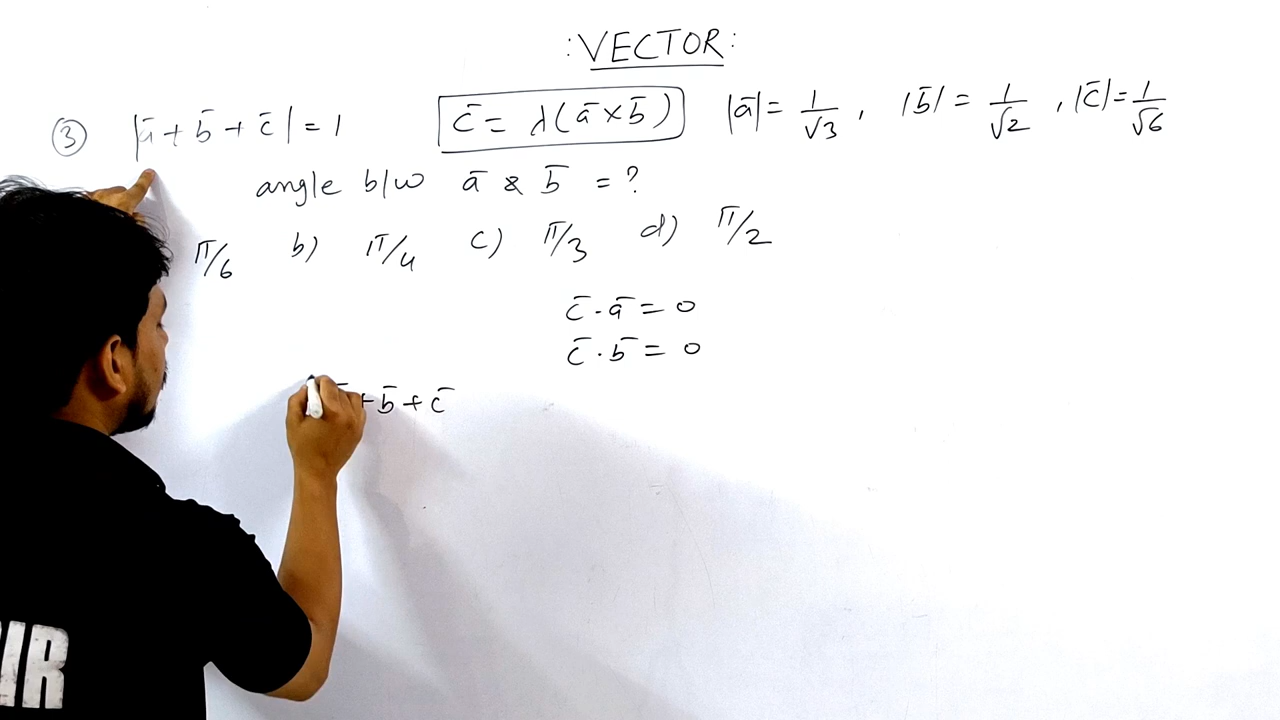 : VECTOR :
③ |ā + b̄ + c̄| = 1 c̄ = λ(ā × b̄) |ā| = 1/√3 , |b̄| = 1/√2 , |c̄| = 1/√6
angle b/w ā & b̄ = ?
π/6 b) π/4 c) π/3 d) π/2
c̄ · ā = 0
c̄ · b̄ = 0
+ b̄ + c̄